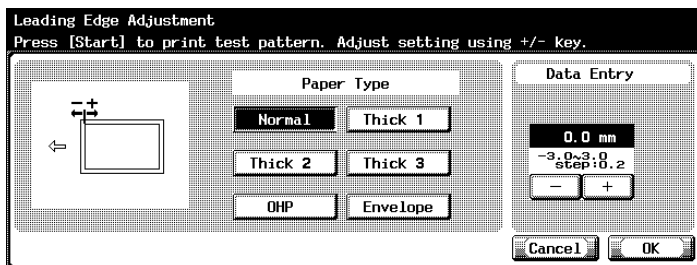 Leading Edge Adjustment
Press [Start] to print test pattern. Adjust setting using +/- key.
Paper Type
Normal
Thick 1
Thick 2
Thick 3
OHP
Envelope
- +
Data Entry
0.0 mm
-3.0~3.0
step:0.2
- +
Cancel OK